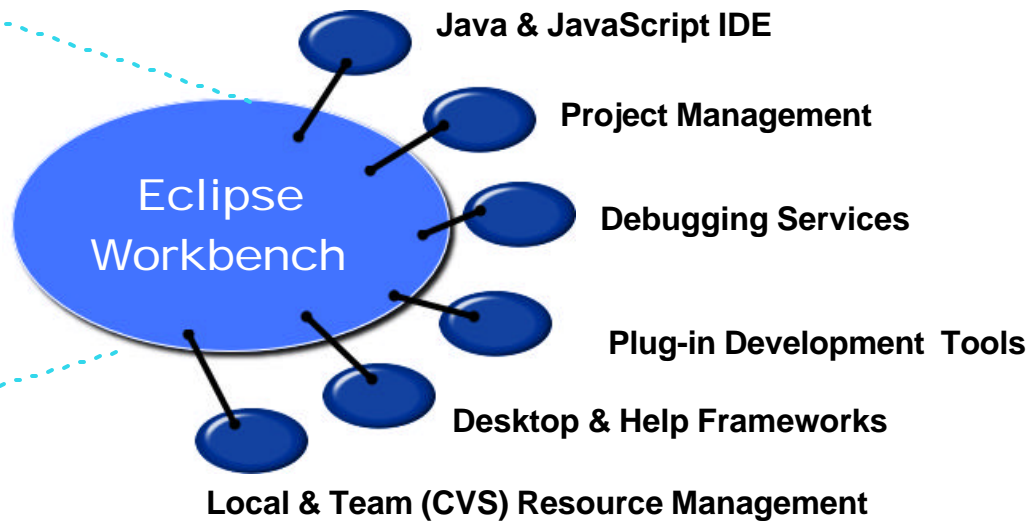 Java & JavaScript IDE
Project Management
Eclipse
Workbench
Debugging Services
Plug-in Development Tools
Desktop & Help Frameworks
Local & Team (CVS) Resource Management